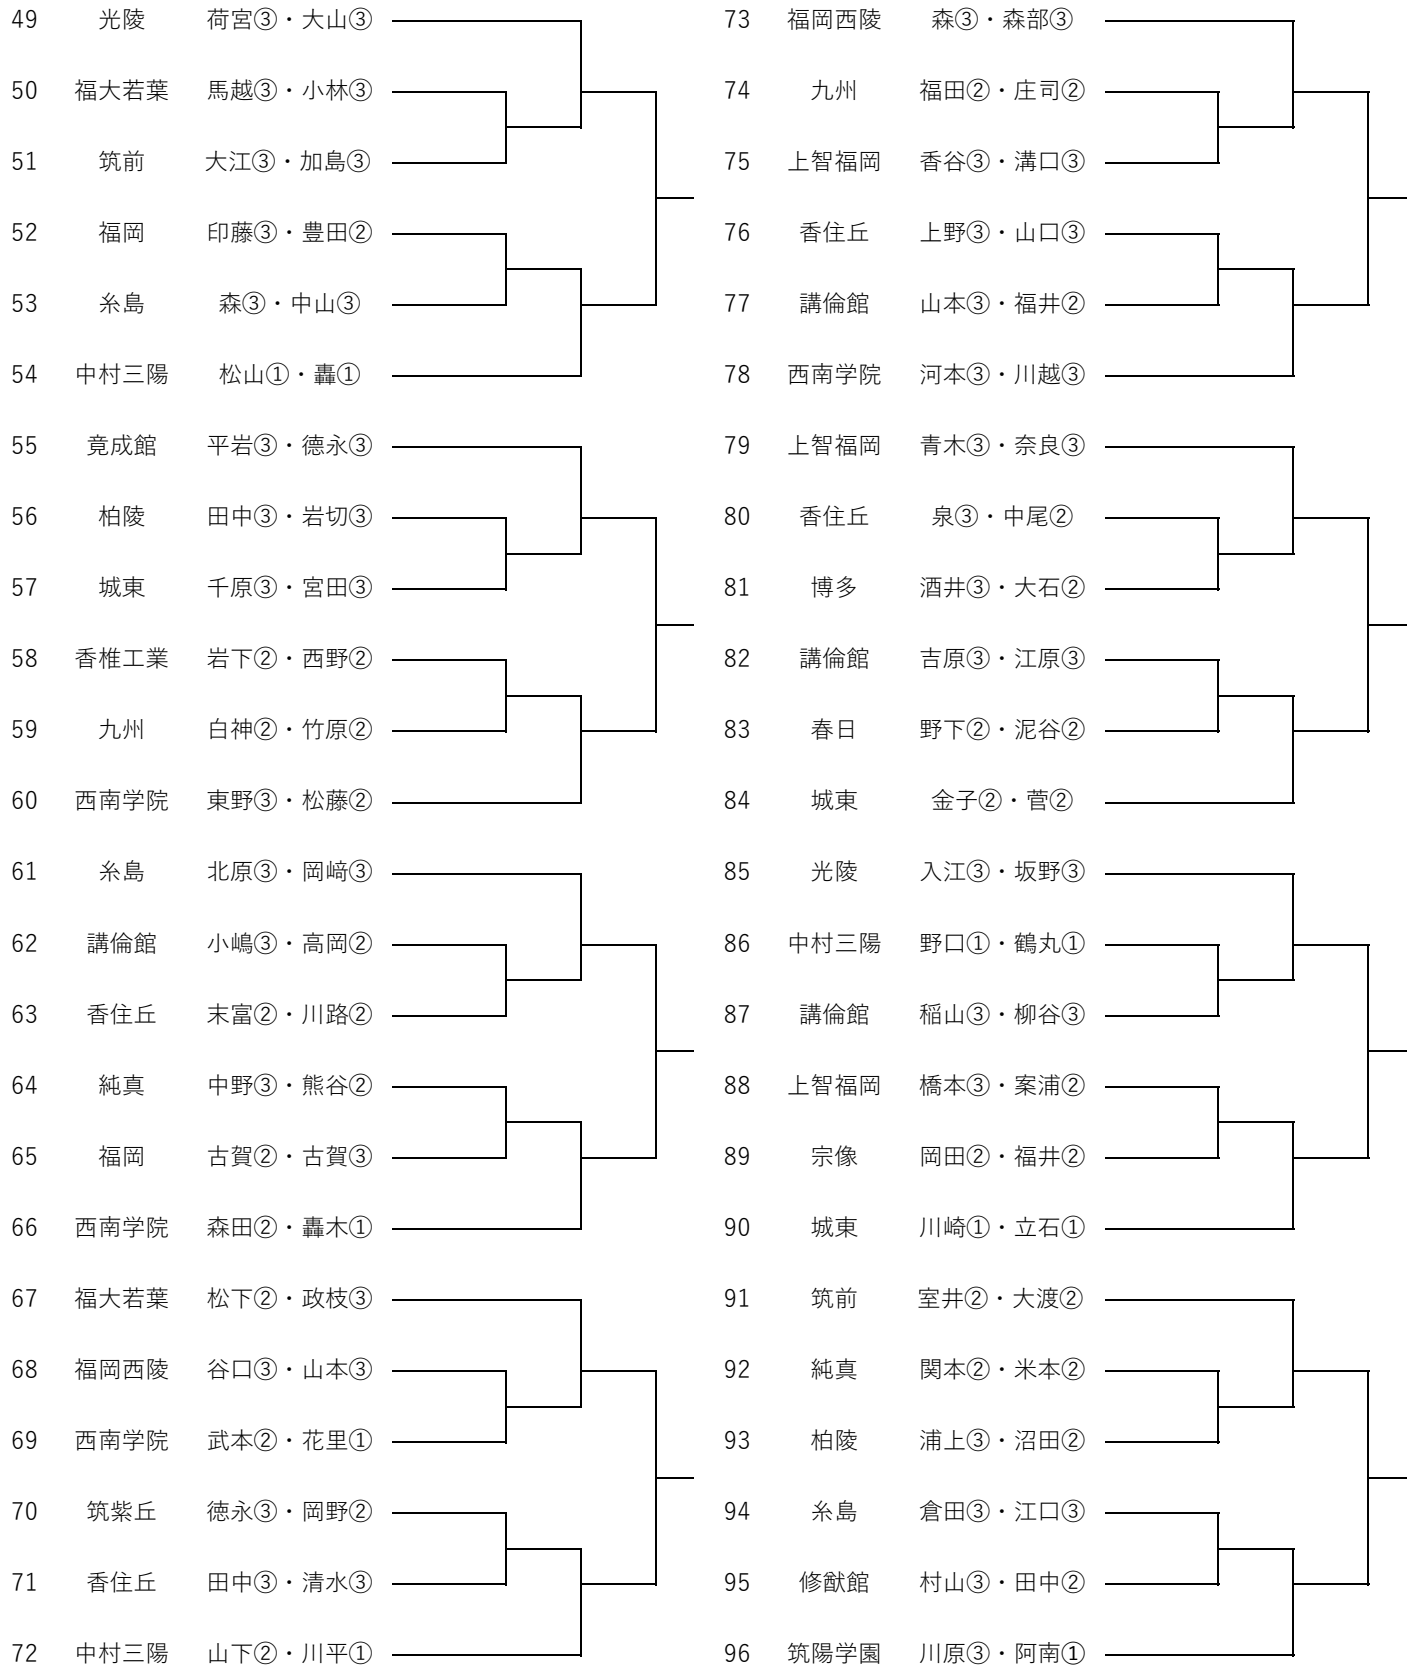 49 光陵 荷宮③・大山③
50 福大若葉 馬越③・小林③
51 筑前 大江③・加島③
52 福岡 印藤③・豊田②
53 糸島 森③・中山③
54 中村三陽 松山①・轟①
55 竟成館 平岩③・德永③
56 柏陵 田中③・岩切③
57 城東 千原③・宮田③
58 香椎工業 岩下②・西野②
59 九州 白神②・竹原②
60 西南学院 東野③・松藤②
61 糸島 北原③・岡﨑③
62 講倫館 小嶋③・高岡②
63 香住丘 末富②・川路②
64 純真 中野③・熊谷②
65 福岡 古賀②・古賀③
66 西南学院 森田②・轟木①
67 福大若葉 松下②・政枝③
68 福岡西陵 谷口③・山本③
69 西南学院 武本②・花里①
70 筑紫丘 徳永③・岡野②
71 香住丘 田中③・清水③
72 中村三陽 山下②・川平①
73 福岡西陵 森③・森部③
74 九州 福田②・庄司②
75 上智福岡 香谷③・溝口③
76 香住丘 上野③・山口③
77 講倫館 山本③・福井②
78 西南学院 河本③・川越③
79 上智福岡 青木③・奈良③
80 香住丘 泉③・中尾②
81 博多 酒井③・大石②
82 講倫館 吉原③・江原③
83 春日 野下②・泥谷②
84 城東 金子②・菅②
85 光陵 入江③・坂野③
86 中村三陽 野口①・鶴丸①
87 講倫館 稲山③・柳谷③
88 上智福岡 橋本③・案浦②
89 宗像 岡田②・福井②
90 城東 川崎①・立石①
91 筑前 室井②・大渡②
92 純真 関本②・米本②
93 柏陵 浦上③・沼田②
94 糸島 倉田③・江口③
95 修猷館 村山③・田中②
96 筑陽学園 川原③・阿南①